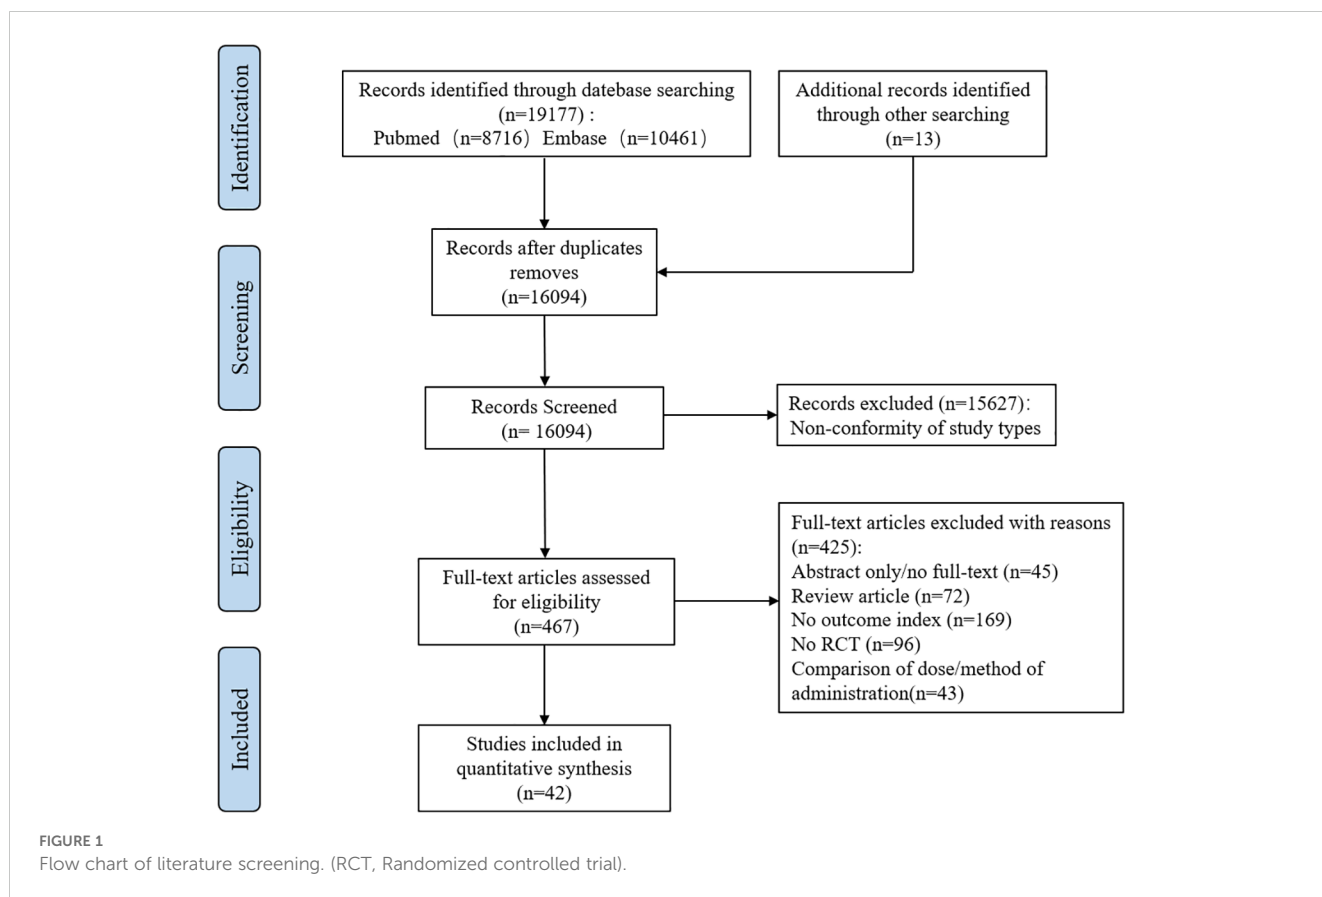 Identification
Records identified through datebase searching
(n=19177) :
Pubmed （n=8716） Embase （n=10461）
Additional records identified
through other searching
(n=13)
Screening
Records after duplicates
removes
(n=16094)
Records Screened
(n= 16094)
Records excluded (n=15627)：
Non-conformity of study types
Eligibility
Full-text articles assessed
for eligibility
(n=467)
Full-text articles excluded with reasons
(n=425):
Abstract only/no full-text (n=45)
Review article (n=72)
No outcome index (n=169)
No RCT (n=96)
Comparison of dose/method of
administration(n=43)
Included
Studies included in
quantitative synthesis
(n=42)
FIGURE 1
Flow chart of literature screening. (RCT, Randomized controlled trial).